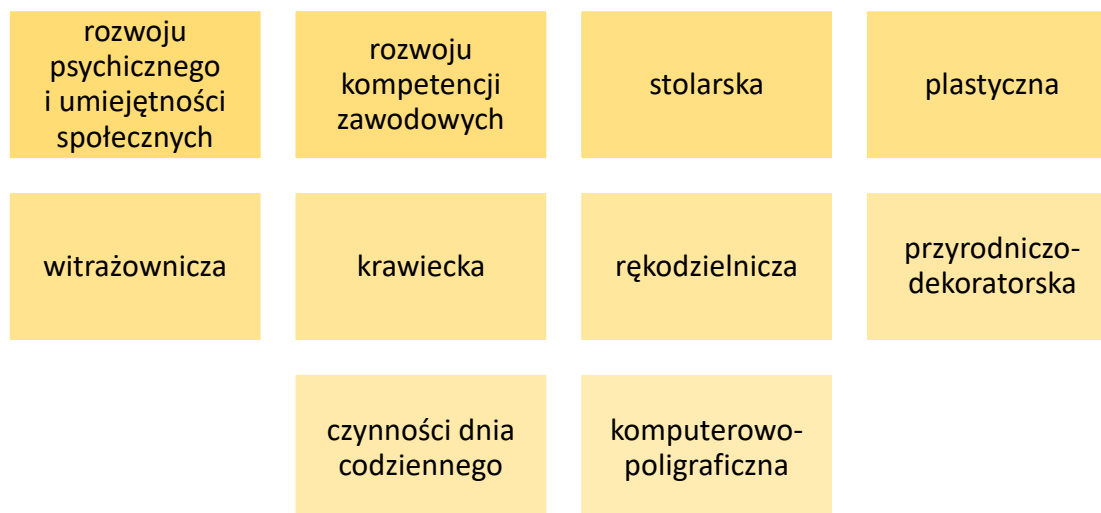 rozwoju
psychicznego
i umiejętności
społecznych
rozwoju
kompetencji
zawodowych
stolarska
plastyczna
witrażownicza
krawiecka
rękodzielnicza
przyrodniczo-
dekoratorska
czynności dnia
codziennego
komputerowo-
poligraficzna